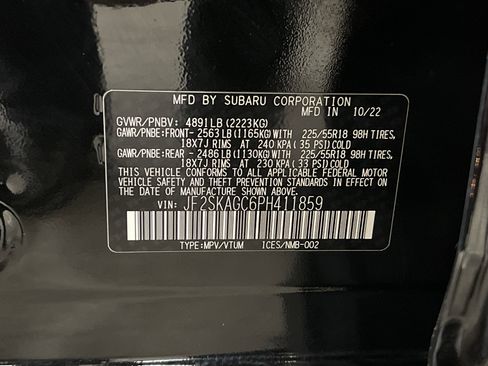 MFD BY SUBARU CORPORATION
MFD IN 10/22
GVWR/PNBV: 4891LB(2223KG)
GAWR/PNBE:FRONT-2563LB(1165KG)WITH 225/55R18 98H TIRES,
18X7J RIMS AT 240 KPA( 35 PSI)COLD
GAWR/PNBE:REAR -2486LB(1130KG)WITH 225/55R18 98H TIRES,
18X7J RIMS AT 230 KPA( 33 PSI)COLD
THIS VEHICLE CONFORMS TO ALL APPLICABLE FEDERAL MOTOR
VEHICLE SAFETY AND THEFT PREVENTION STANDARDS IN EFFECT
ON THE DATE OF MANUFACTURE SHOWN ABOVE.
VIN: JF2SKAGC6PH411859
TYPE:MPV/VTUM ICES/NMB-002